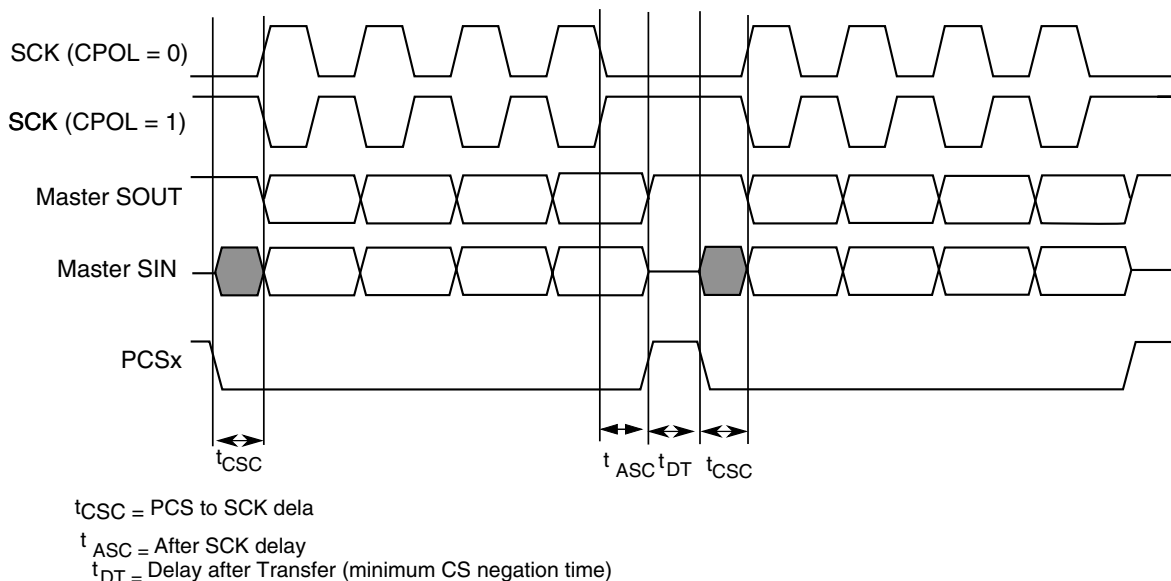 SCK (CPOL = 0)
SCK (CPOL = 1)
Master SOUT
Master SIN
PCSx
tCSC
t ASC
tDT
tCSC
tCSC = PCS to SCK dela
t ASC = After SCK delay
tDT = Delay after Transfer (minimum CS negation time)